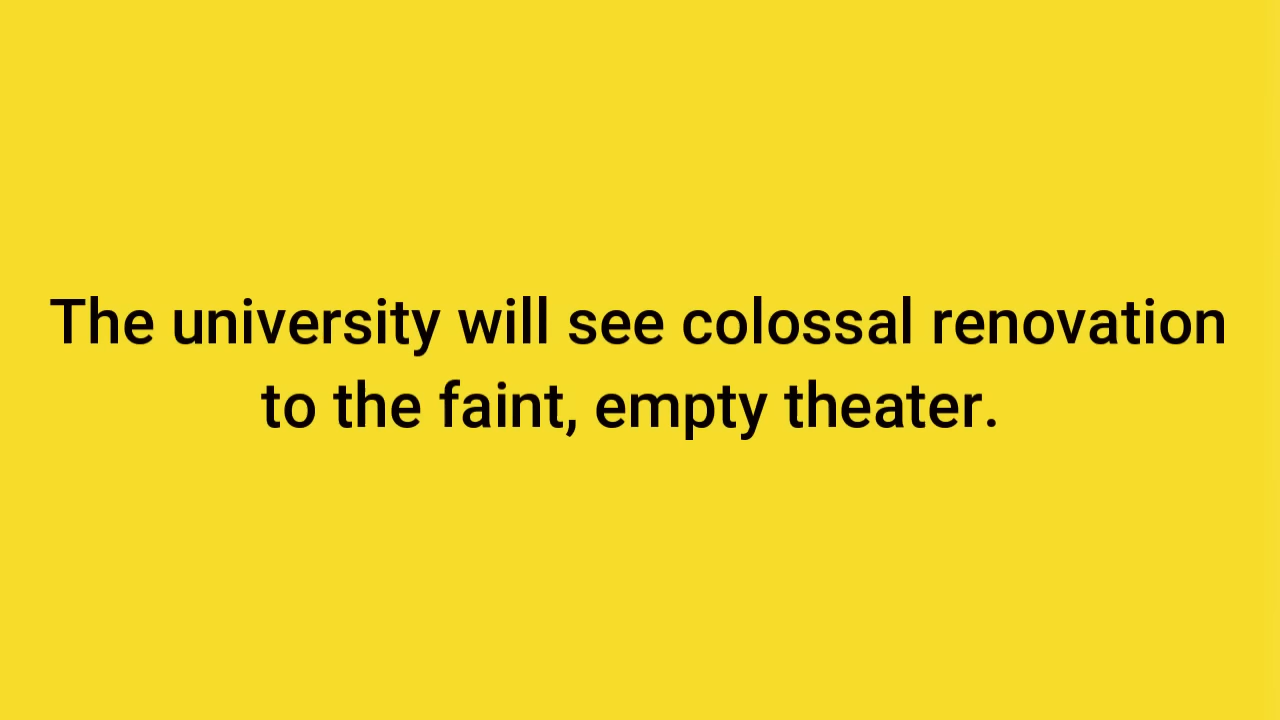 The university will see colossal renovation
to the faint, empty theater.